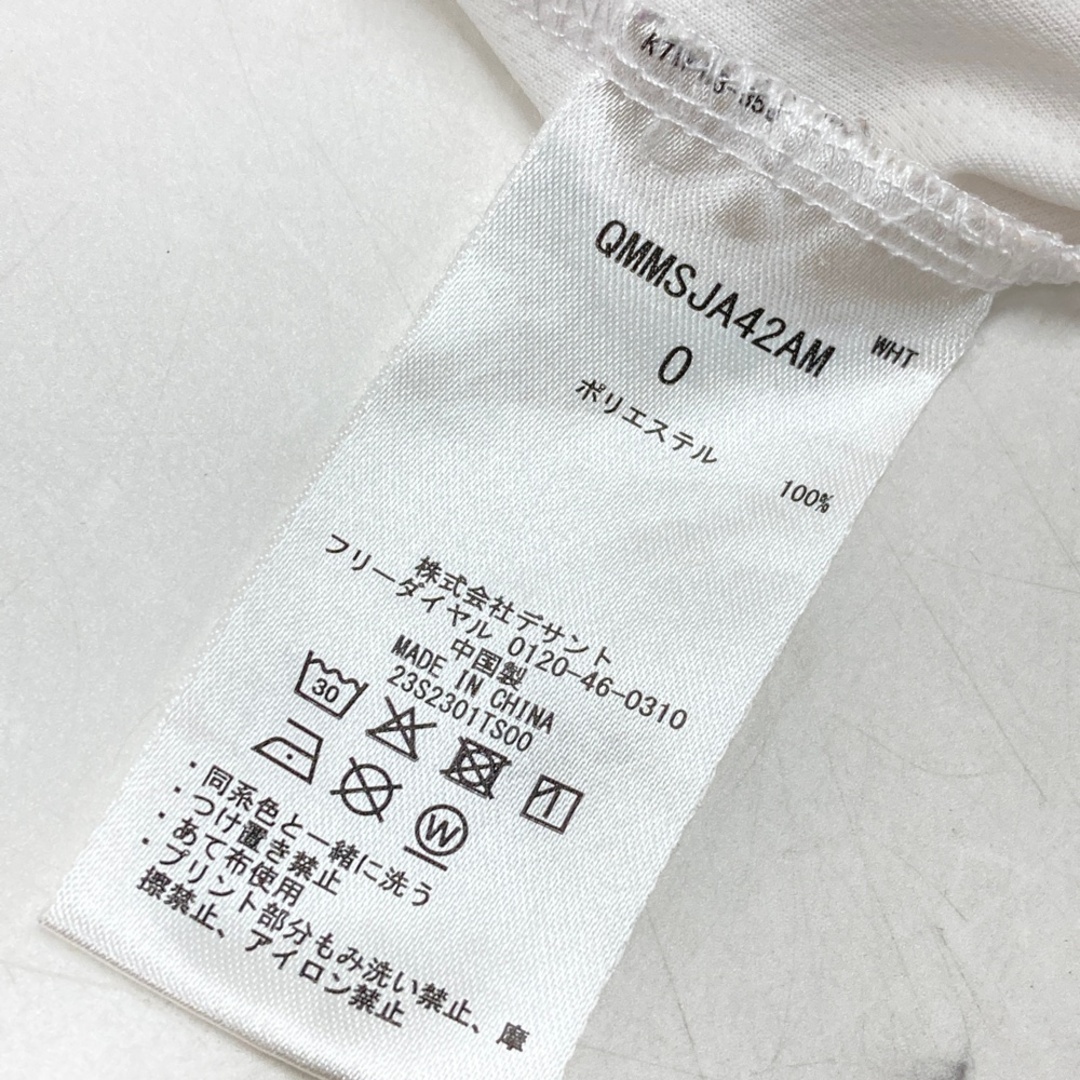 QMMSJA42AM
WHT
0
ポリエステル
100%
株式会社デサント
フリーダイヤル 0120-46-0310
中国製
MADE IN CHINA
23S2301TS00
30
W
・同系色と一緒に洗う
・つけ置き禁止
・あて布使用
・プリント部分もみ洗い禁止、摩
擦禁止、アイロン禁止